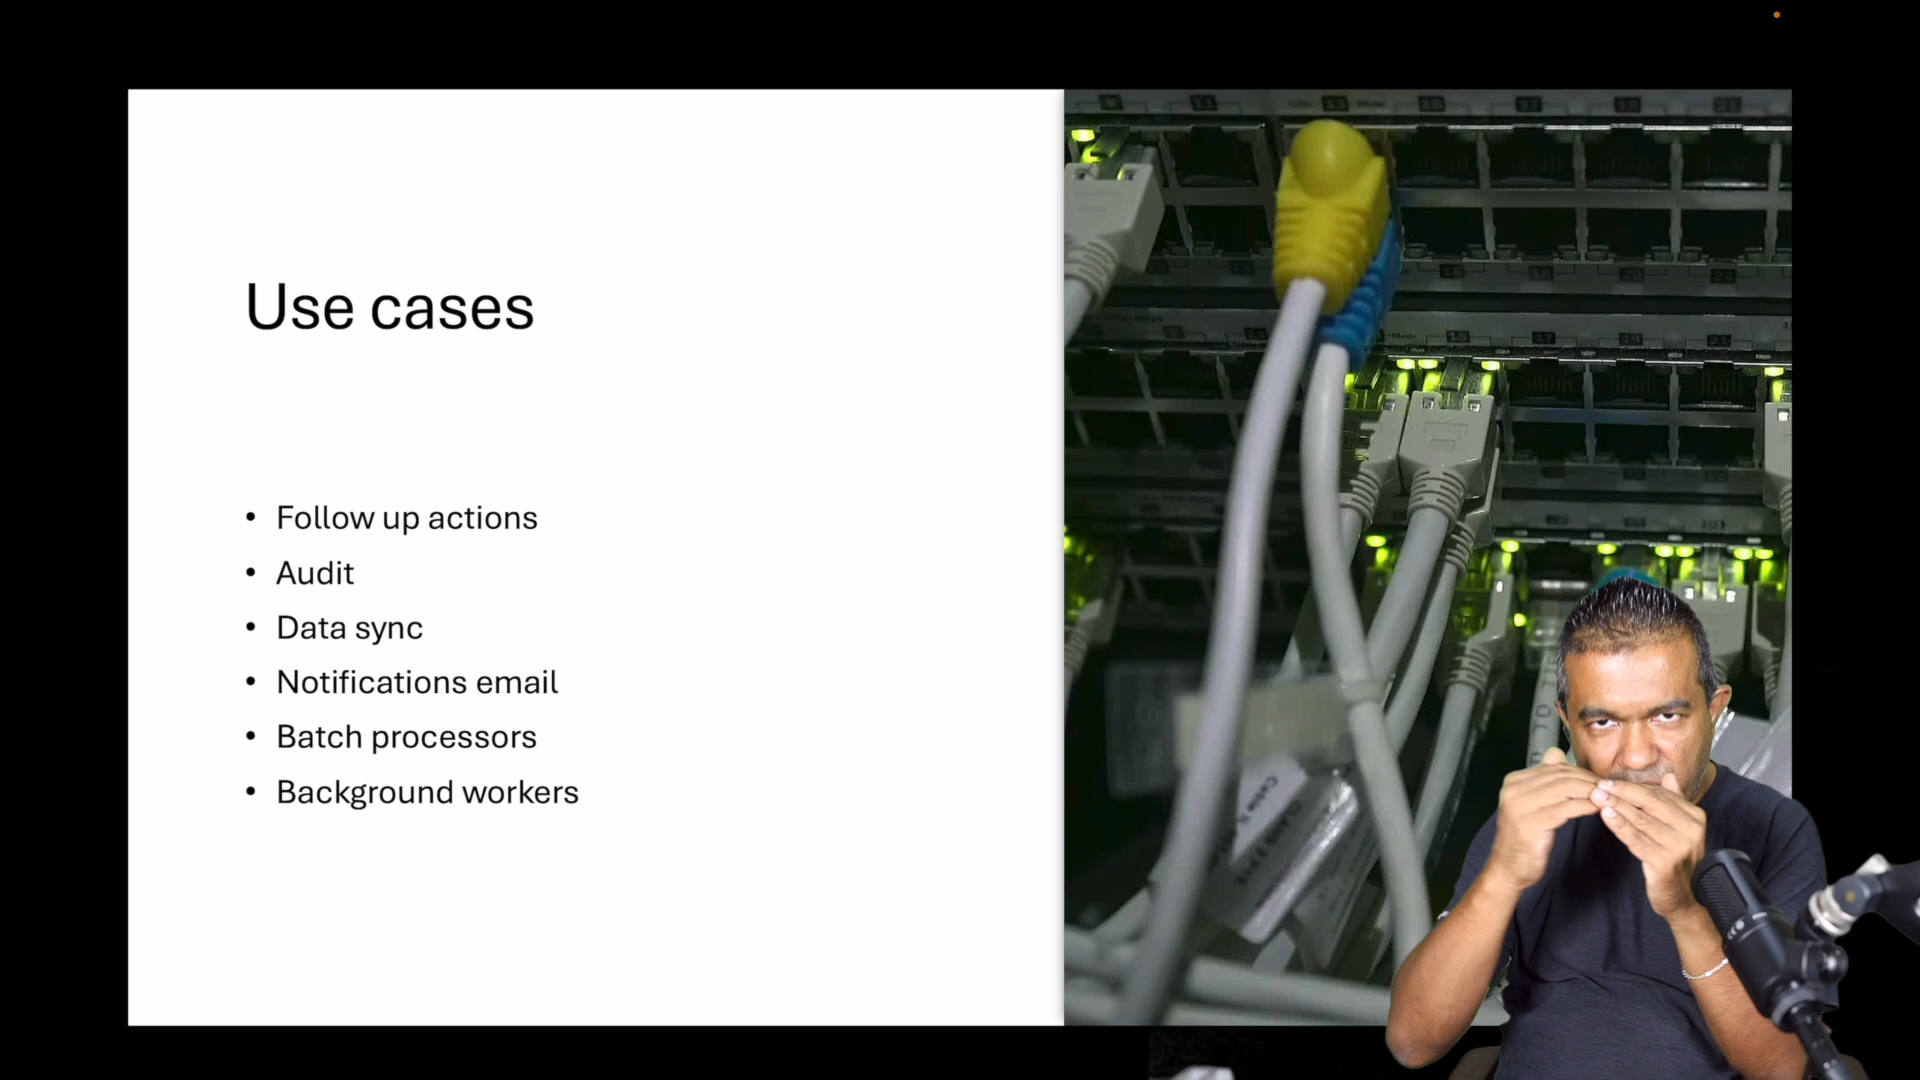 Use cases
• Follow up actions
• Audit
• Data sync
• Notifications email
• Batch processors
• Background workers